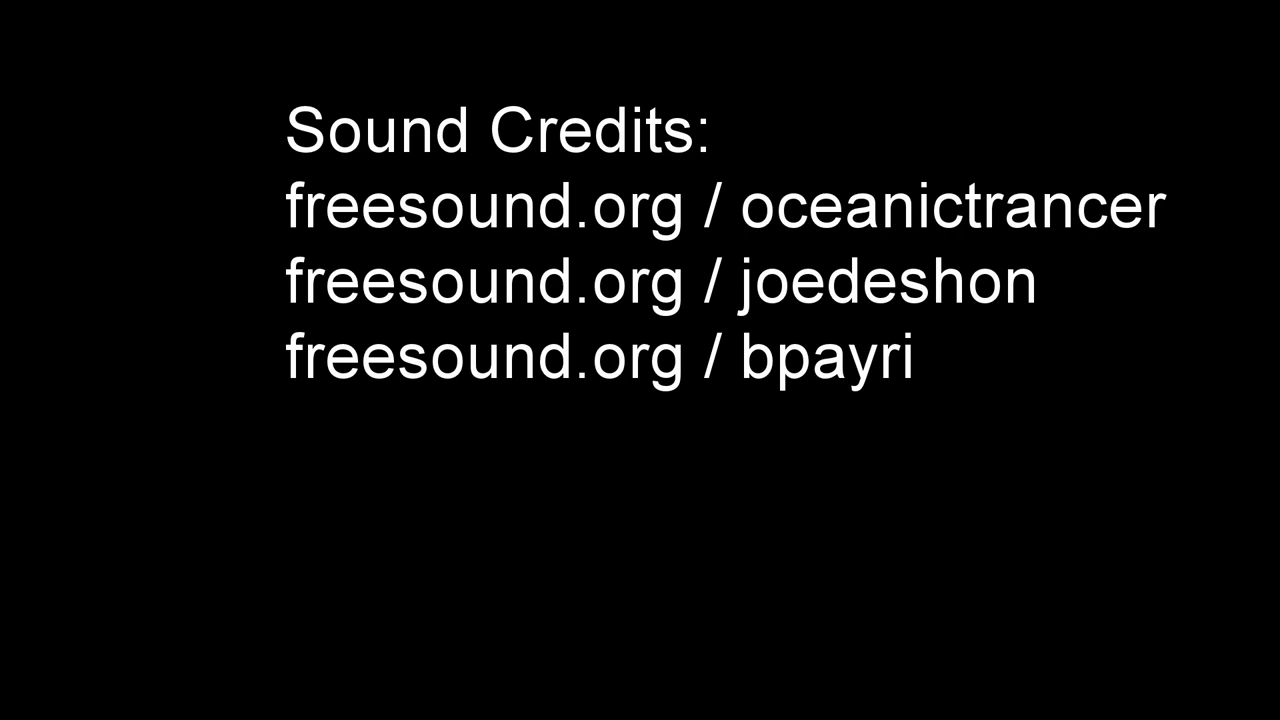 Sound Credits:
freesound.org / oceanictrancer
freesound.org / joedeshon
freesound.org / bpayri